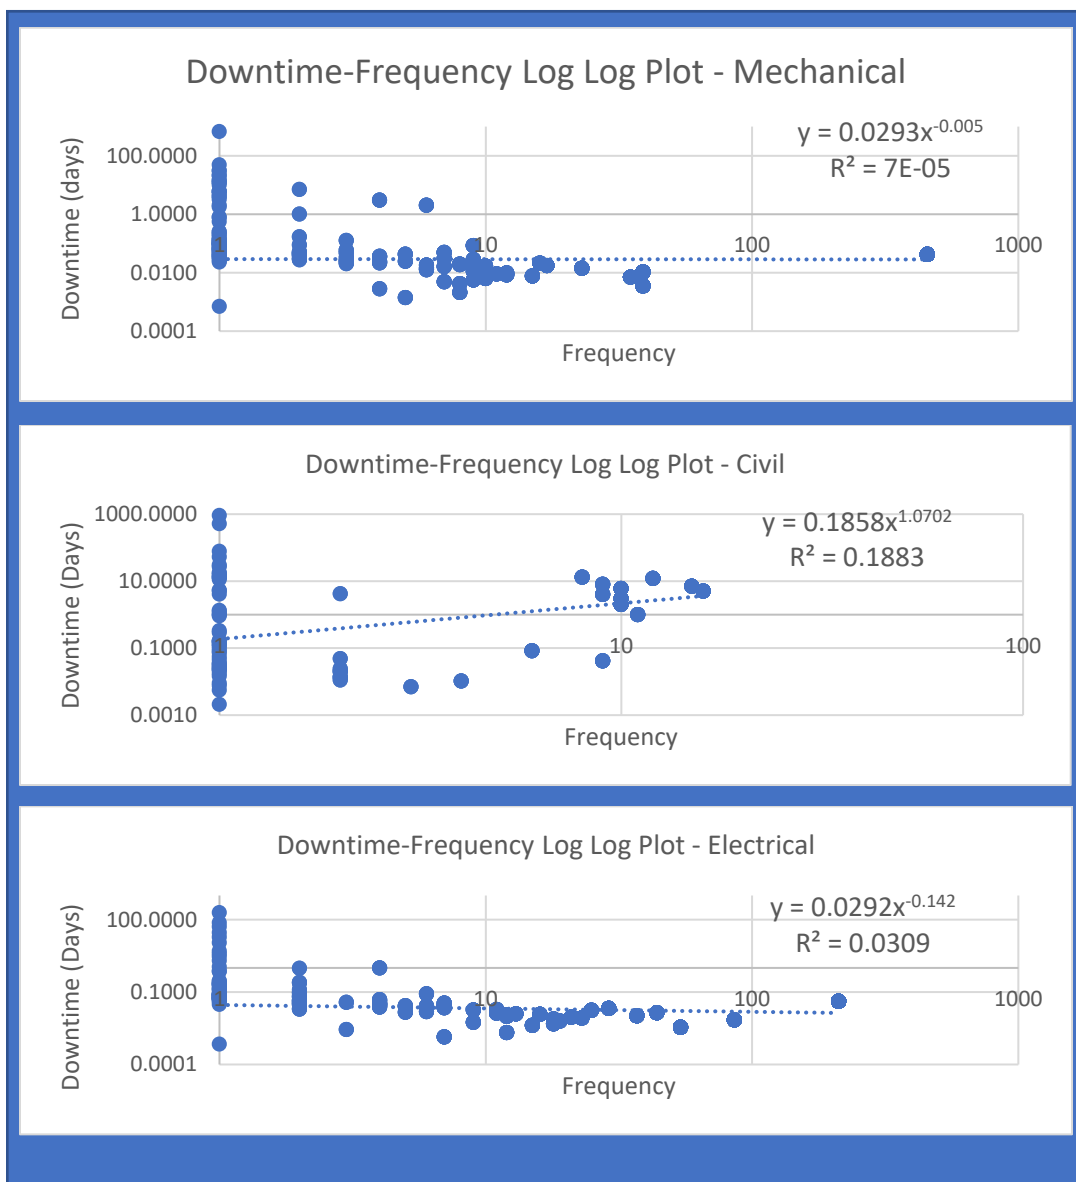 Downtime-Frequency Log Log Plot - Mechanical
y = 0.0293x^-0.005
R² = 7E-05
Downtime (days)
100.0000
1.0000
0.0100
0.0001
1 10 100 1000
Frequency
Downtime-Frequency Log Log Plot - Civil
y = 0.1858x^1.0702
R² = 0.1883
Downtime (Days)
1000.0000
10.0000
0.1000
0.0010
1 10 100
Frequency
Downtime-Frequency Log Log Plot - Electrical
y = 0.0292x^-0.142
R² = 0.0309
Downtime (Days)
100.0000
0.1000
0.0001
1 10 100 1000
Frequency